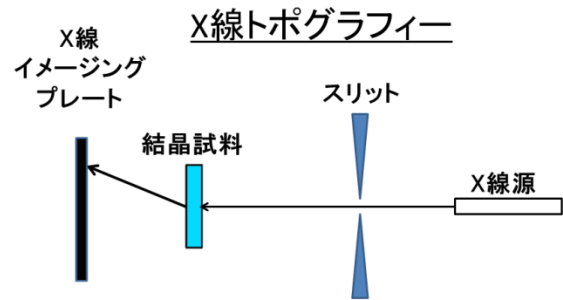 X線トポグラフィー
X線
イメージング
プレート
スリット
結晶試料
X線源